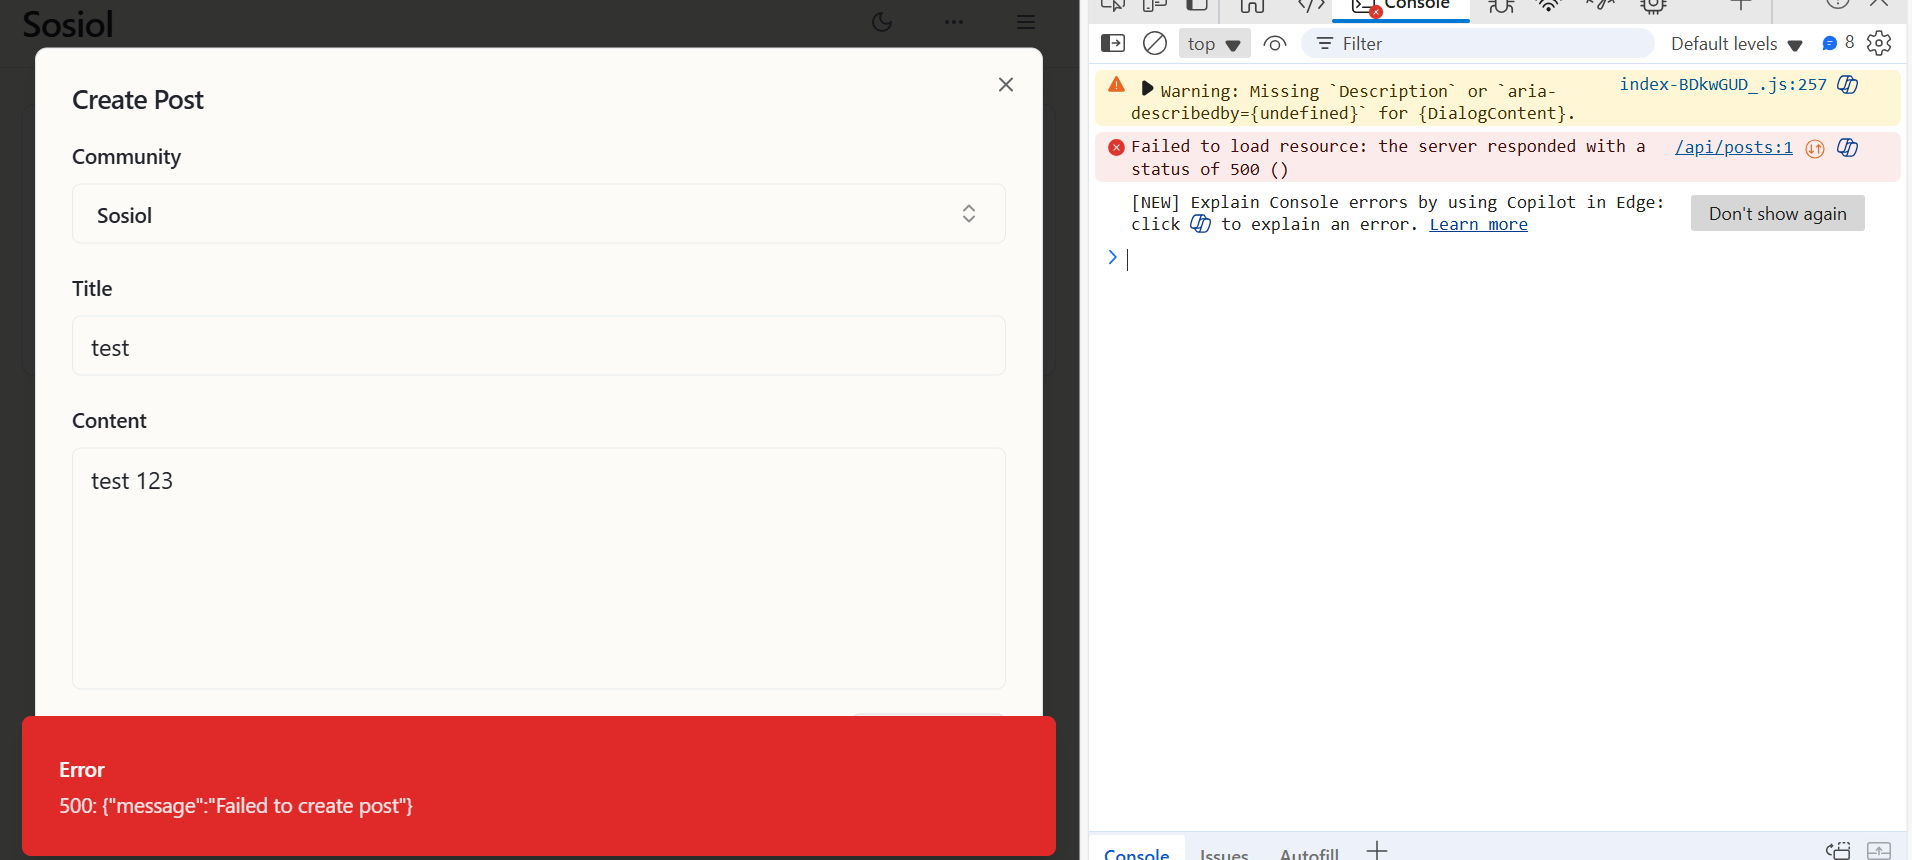 Sosiol
Create Post
Community
Sosiol
Title
test
Content
test 123
Error
500: {"message":"Failed to create post"}
Console
top
Filter
Default levels
8
Warning: Missing `Description` or `aria-
describedby={undefined}` for {DialogContent}.
index-BDkwGUD_.js:257
Failed to load resource: the server responded with a
status of 500 ()
/api/posts:1
[NEW] Explain Console errors by using Copilot in Edge:
click to explain an error. Learn more
Don't show again
Console
Issues
Autofill